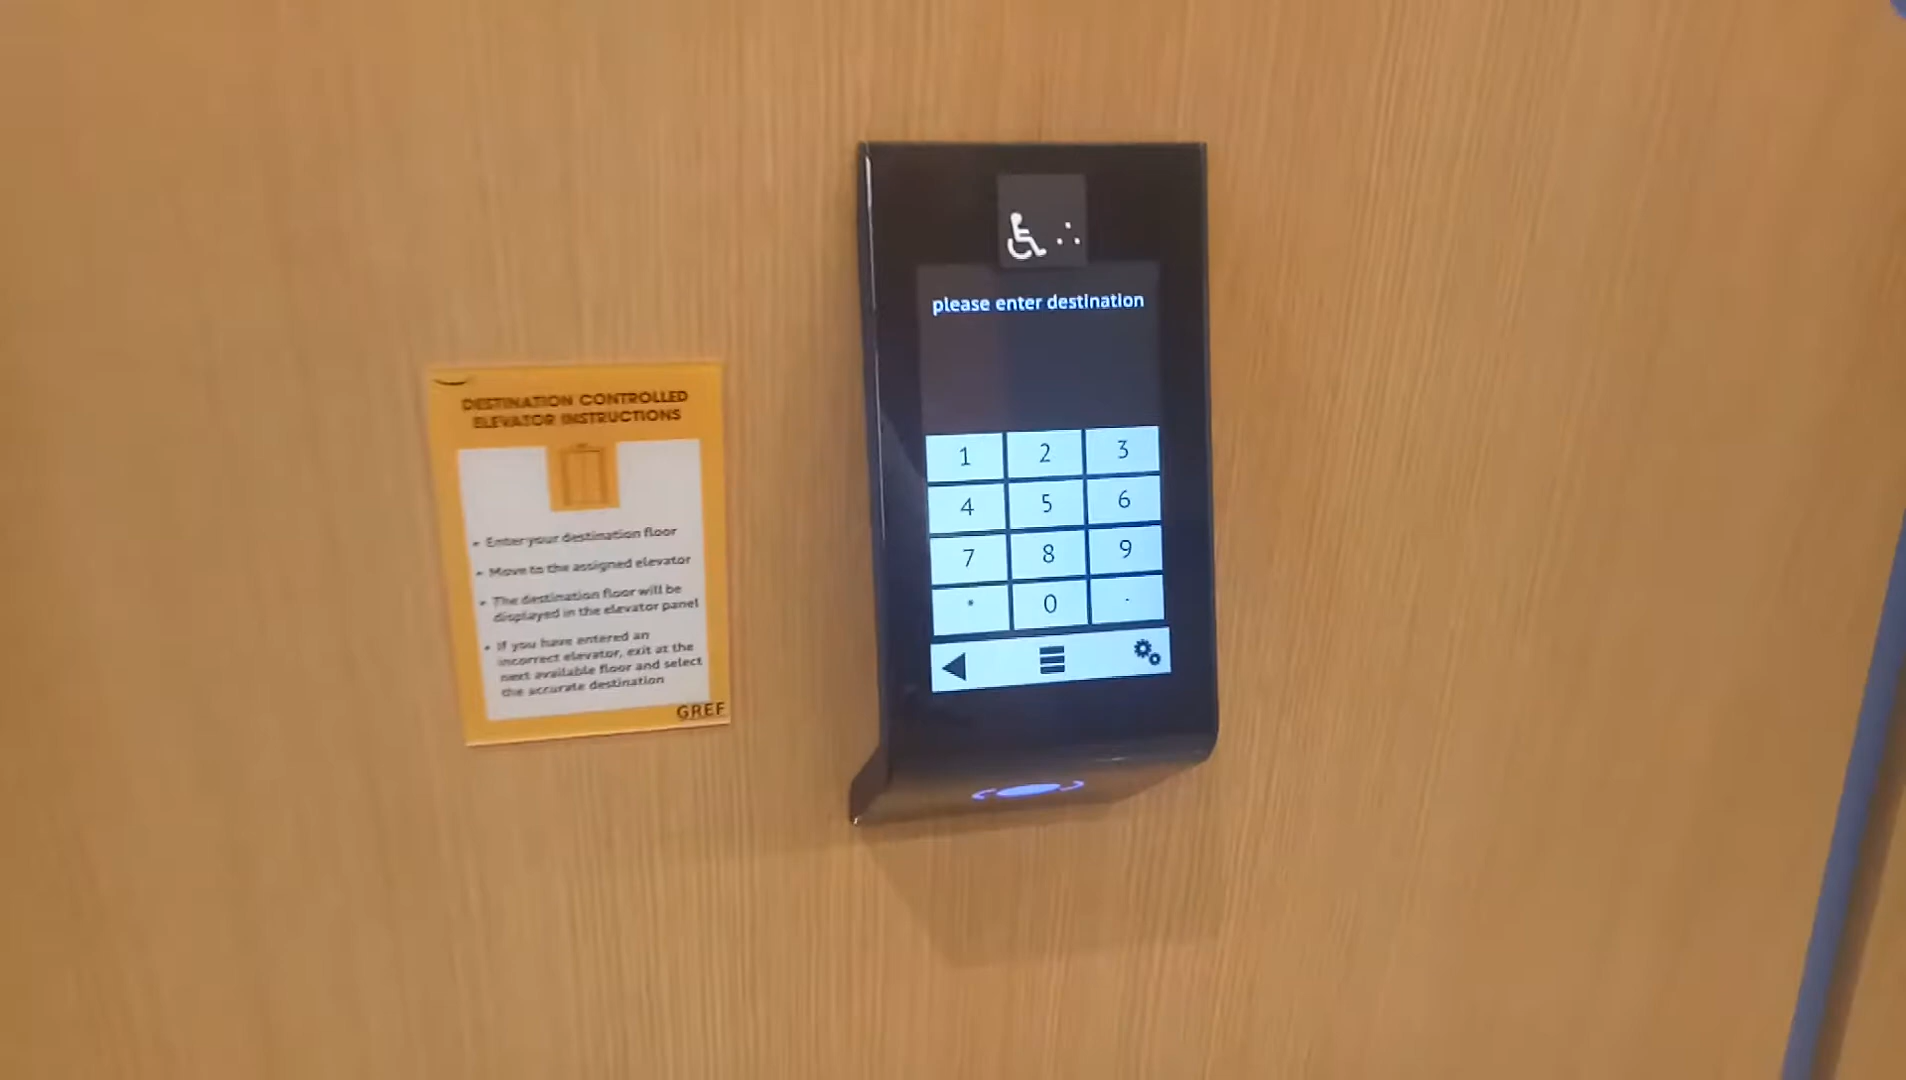 DESTINATION CONTROLLED
ELEVATOR INSTRUCTIONS
• Enter your destination floor
• Move to the assigned elevator
• The destination floor will be
displayed in the elevator panel
• If you have entered an
incorrect elevator, exit at the
next available floor and select
the accurate destination
GREF
please enter destination
1 2 3
4 5 6
7 8 9
* 0 -